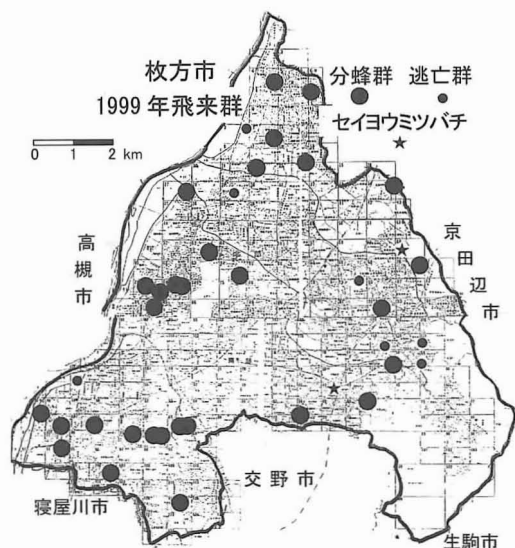 枚方市
1999年飛来群
分蜂群 逃亡群
セイヨウミツバチ
0 1 2 km
高槻市
京田辺市
寝屋川市
交野市
生駒市